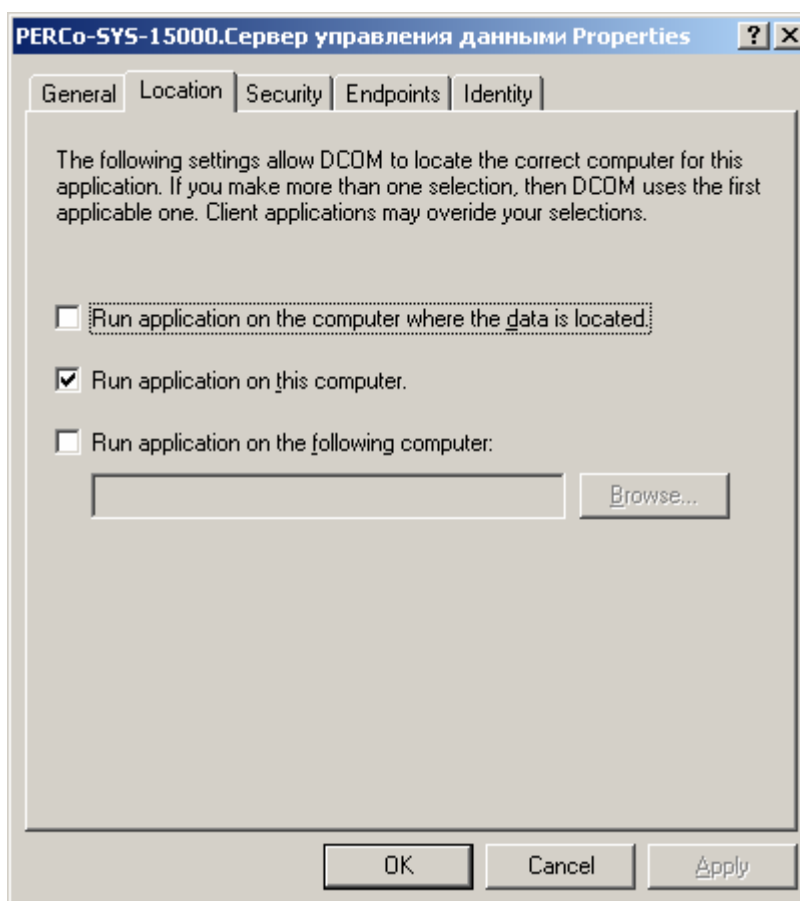 PERCo-SYS-15000.Сервер управления данными Properties
General Location Security Endpoints Identity
The following settings allow DCOM to locate the correct computer for this
application. If you make more than one selection, then DCOM uses the first
applicable one. Client applications may overide your selections.
Run application on the computer where the data is located.
Run application on this computer.
Run application on the following computer:
Browse...
OK Cancel Apply